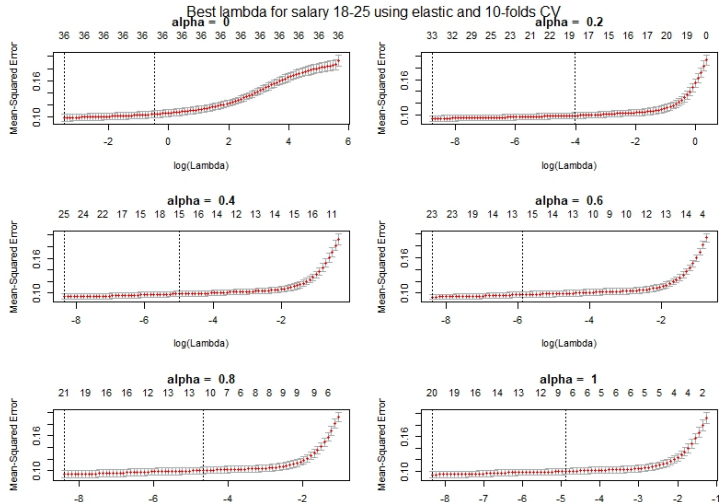 Best lambda for salary 18-25 using elastic and 10-folds CV
alpha = 0
36 36 36 36 36 36 36 36 36 36 36 36 36 36
Mean-Squared Error
0.10 0.16
-2 0 2 4 6
log(Lambda)
alpha = 0.2
33 32 29 25 23 21 22 19 17 15 16 17 20 19 0
Mean-Squared Error
0.10 0.16
-8 -6 -4 -2 0
log(Lambda)
alpha = 0.4
25 24 22 17 15 18 15 16 14 12 13 14 15 16 11
Mean-Squared Error
0.10 0.16
-8 -6 -4 -2
log(Lambda)
alpha = 0.6
23 23 19 14 13 15 14 13 10 9 10 12 13 14 4
Mean-Squared Error
0.10 0.16
-8 -6 -4 -2
log(Lambda)
alpha = 0.8
21 19 16 16 12 13 13 10 7 6 8 8 9 9 9 6
Mean-Squared Error
0.10 0.16
-8 -6 -4 -2
alpha = 1
20 19 16 14 13 12 9 6 6 5 6 6 5 5 4 4 2
Mean-Squared Error
0.10 0.16
-8 -7 -6 -5 -4 -3 -2 -1